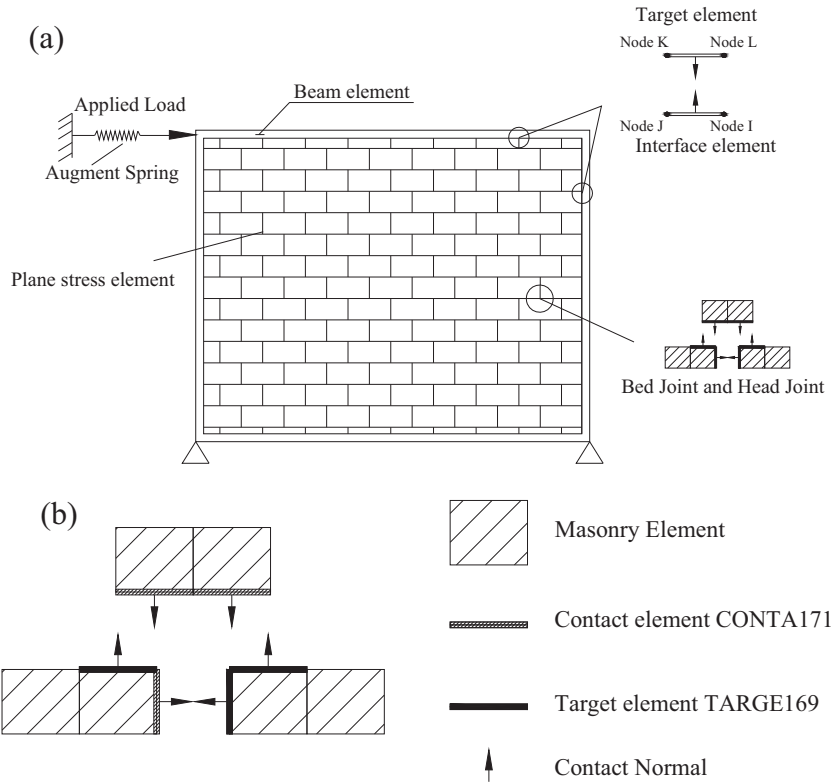 (a)
Target element
Node K
Node L
Node J
Node I
Interface element
Applied Load
Beam element
Augment Spring
Plane stress element
Bed Joint and Head Joint
(b)
Masonry Element
Contact element CONTA171
Target element TARGE169
Contact Normal